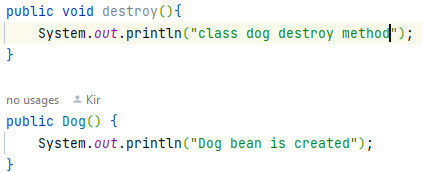 public void destroy(){
System.out.println("class dog destroy method");
}
no usages Kir
public Dog() {
System.out.println("Dog bean is created");
}